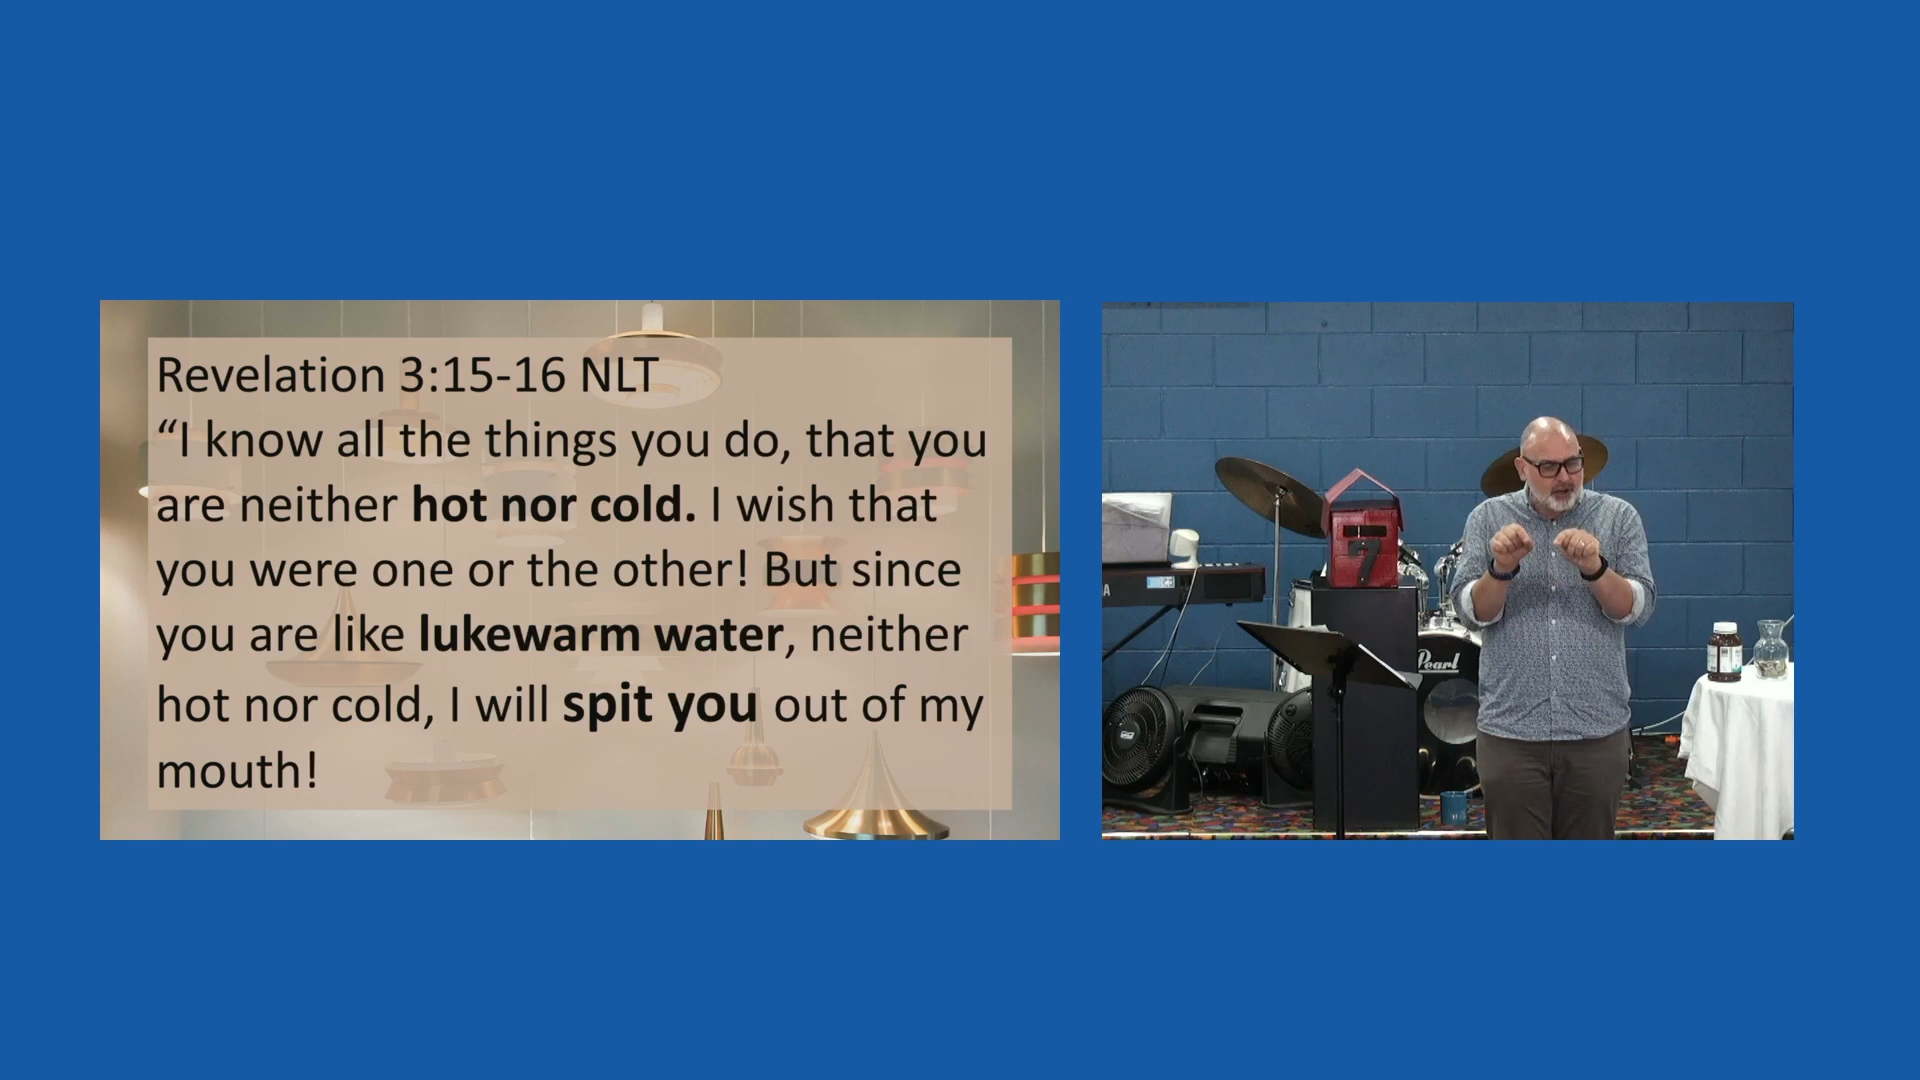 Revelation 3:15-16 NLT
“I know all the things you do, that you
are neither hot nor cold. I wish that
you were one or the other! But since
you are like lukewarm water, neither
hot nor cold, I will spit you out of my
mouth!
7
Pearl